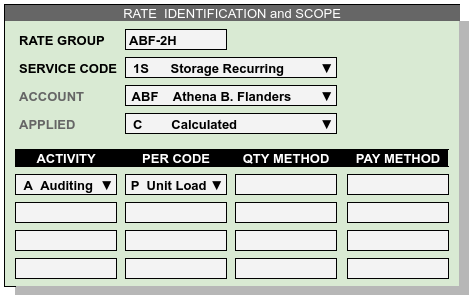 RATE IDENTIFICATION and SCOPE
RATE GROUP ABF-2H
SERVICE CODE 1S Storage Recurring ▼
ACCOUNT ABF Athena B. Flanders ▼
APPLIED C Calculated ▼
ACTIVITY PER CODE QTY METHOD PAY METHOD
A Auditing ▼ P Unit Load ▼